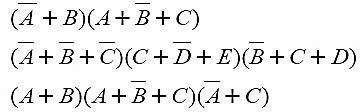 (A̅ + B)(A + B̅ + C)
(A̅ + B̅ + C̅)(C + D̅ + E)(B̅ + C + D)
(A + B)(A + B̅ + C)(A̅ + C)